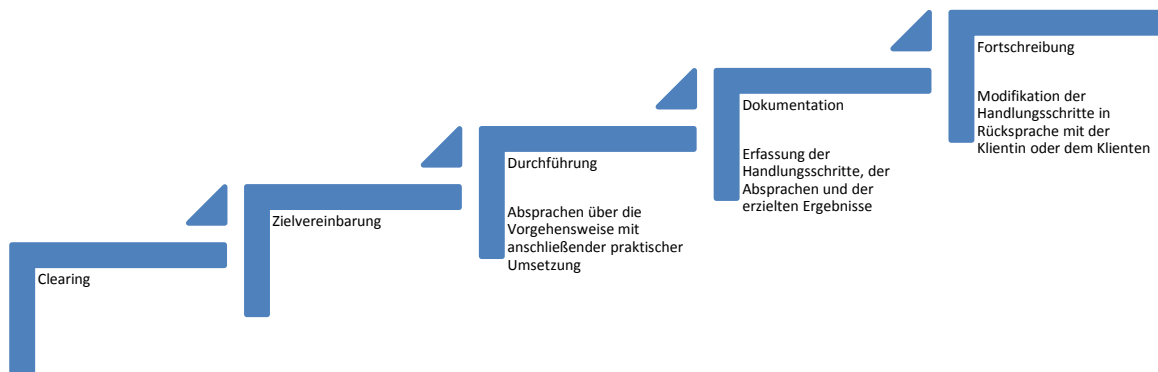 Clearing
Zielvereinbarung
Durchführung
Absprachen über die
Vorgehensweise mit
anschließender praktischer
Umsetzung
Dokumentation
Erfassung der
Handlungsschritte, der
Absprachen und der
erzielten Ergebnisse
Fortschreibung
Modifikation der
Handlungsschritte in
Rücksprache mit der
Klientin oder dem Klienten